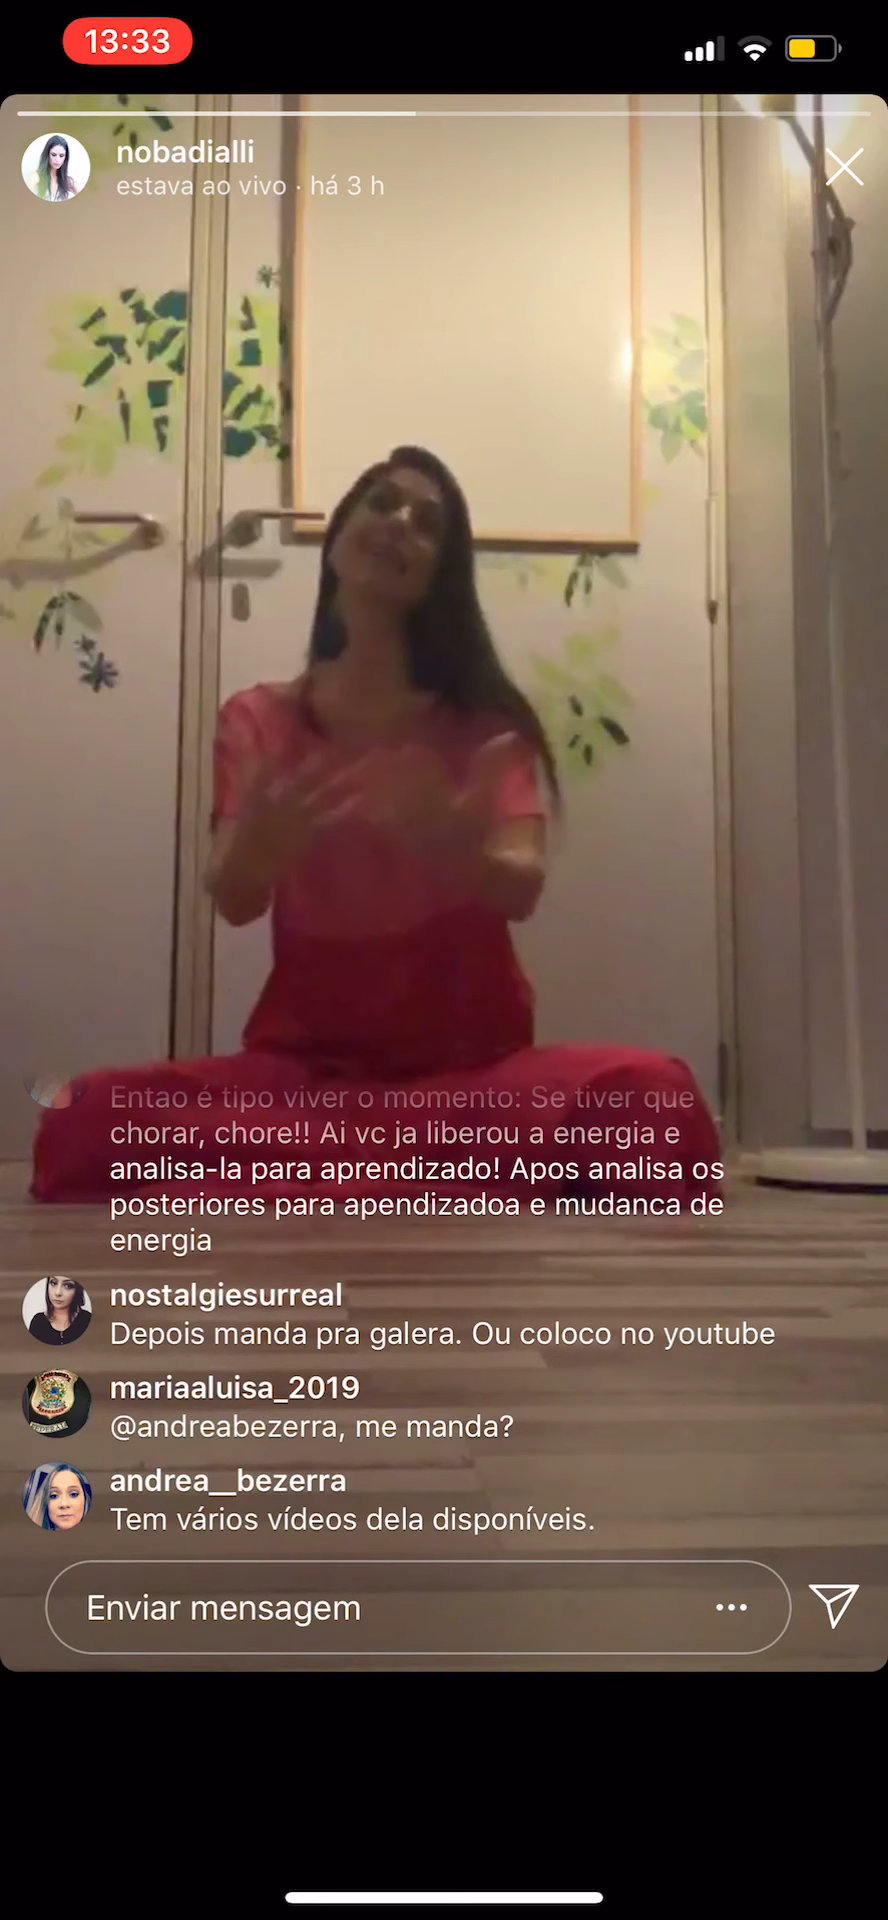 13:33
nobadialli
estava ao vivo · há 3 h
Entao é tipo viver o momento: Se tiver que
chorar, chore!! Ai vc ja liberou a energia e
analisa-la para aprendizado! Apos analisa os
posteriores para apendizadoa e mudanca de
energia
nostalgiesurreal
Depois manda pra galera. Ou coloco no youtube
mariaaluisa_2019
@andreabezerra, me manda?
andrea__bezerra
Tem vários vídeos dela disponíveis.
Enviar mensagem